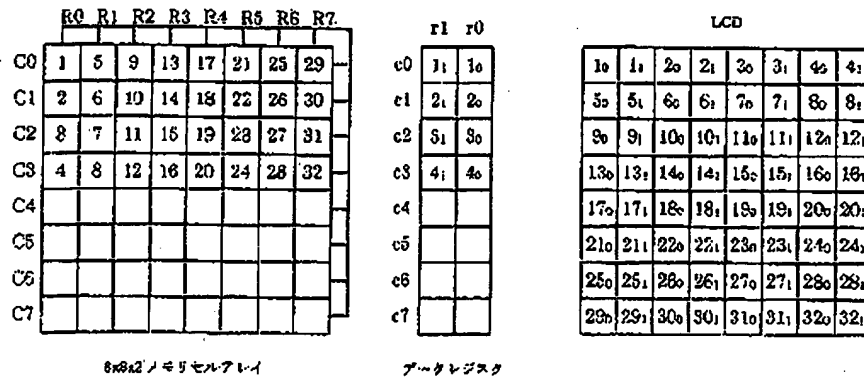 R0 R1 R2 R3 R4 R5 R6 R7
r1 r0
LCD
C0 1 5 9 13 17 21 25 29
C1 2 6 10 14 18 22 26 30
C2 3 7 11 15 19 23 27 31
C3 4 8 12 16 20 24 28 32
C4
C5
C6
C7
c0 1₁ 1₀
c1 2₁ 2₀
c2 3₁ 3₀
c3 4₁ 4₀
c4
c5
c6
c7
1₀ 1₁ 2₀ 2₁ 3₀ 3₁ 4₀ 4₁
5₀ 5₁ 6₀ 6₁ 7₀ 7₁ 8₀ 8₁
9₀ 9₁ 10₀ 10₁ 11₀ 11₁ 12₀ 12₁
13₀ 13₁ 14₀ 14₁ 15₀ 15₁ 16₀ 16₁
17₀ 17₁ 18₀ 18₁ 19₀ 19₁ 20₀ 20₁
21₀ 21₁ 22₀ 22₁ 23₀ 23₁ 24₀ 24₁
25₀ 25₁ 26₀ 26₁ 27₀ 27₁ 28₀ 28₁
29₀ 29₁ 30₀ 30₁ 31₀ 31₁ 32₀ 32₁
8x8x2メモリセルアレイ
データレジスタ